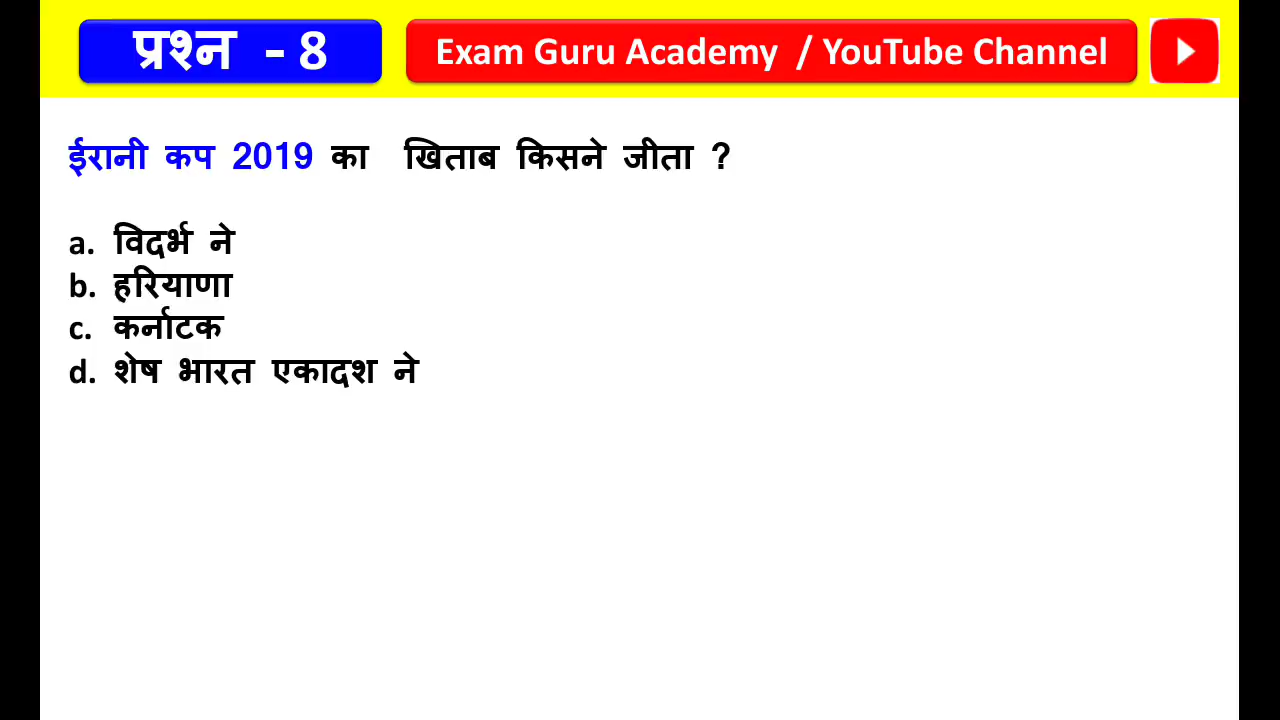 प्रश्न - 8
Exam Guru Academy / YouTube Channel
ईरानी कप 2019 का खिताब किसने जीता ?
a. विदर्भ ने
b. हरियाणा
c. कर्नाटक
d. शेष भारत एकादश ने